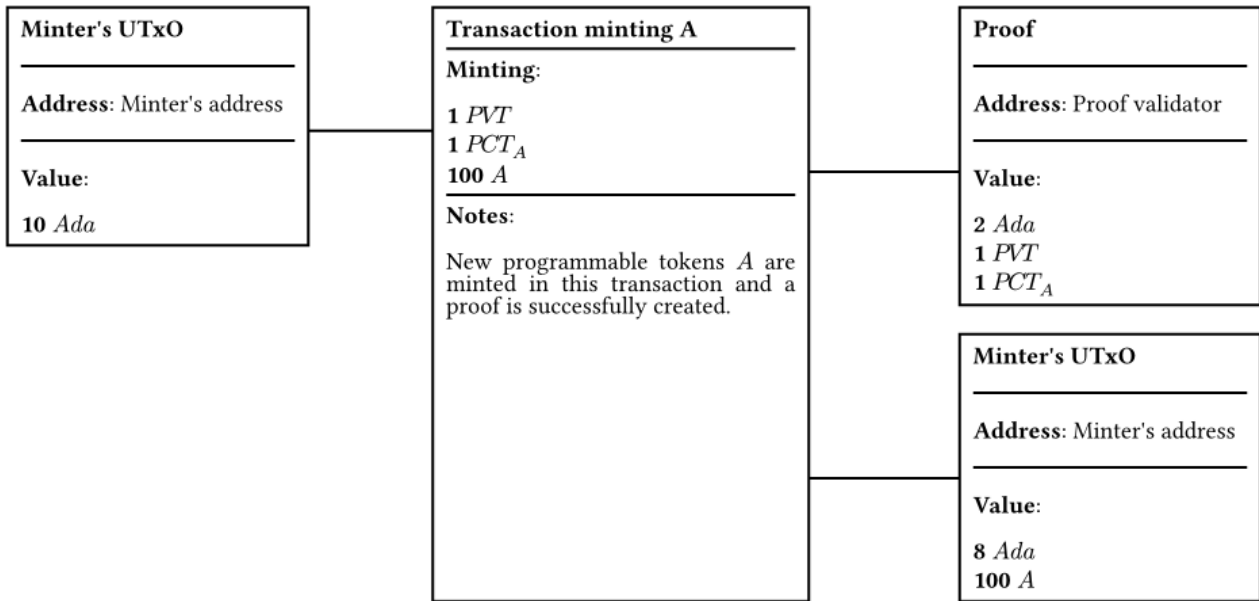 Minter's UTxO
Address: Minter's address
Value:
10 Ada
Transaction minting A
Minting:
1 PVT
1 PCT_A
100 A
Notes:
New programmable tokens A are
minted in this transaction and a
proof is successfully created.
Proof
Address: Proof validator
Value:
2 Ada
1 PVT
1 PCT_A
Minter's UTxO
Address: Minter's address
Value:
8 Ada
100 A